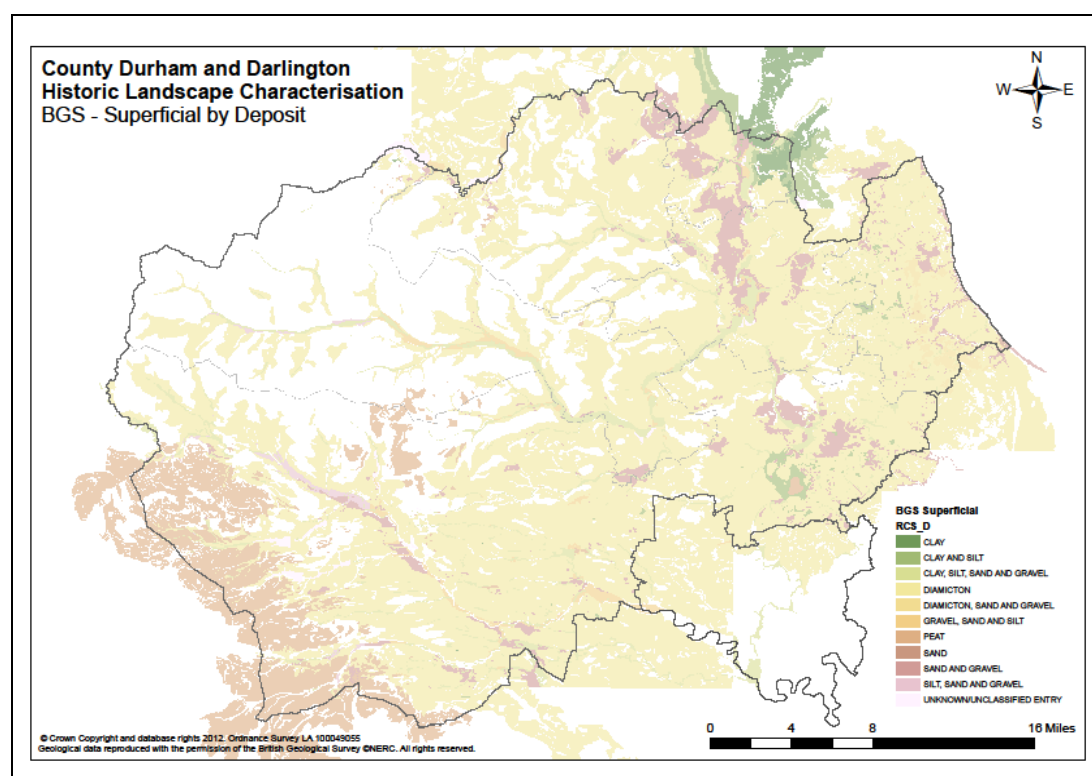 County Durham and Darlington
Historic Landscape Characterisation
BGS - Superficial by Deposit
N
W E
S
BGS Superficial
RCS_D
CLAY
CLAY AND SILT
CLAY, SILT, SAND AND GRAVEL
DIAMICTON
DIAMICTON, SAND AND GRAVEL
GRAVEL, SAND AND SILT
PEAT
SAND
SAND AND GRAVEL
SILT, SAND AND GRAVEL
UNKNOWN/UNCLASSIFIED ENTRY
0 4 8 16 Miles
© Crown Copyright and database rights 2012. Ordnance Survey LA 100049055
Geological data reproduced with the permission of the British Geological Survey ©NERC. All rights reserved.